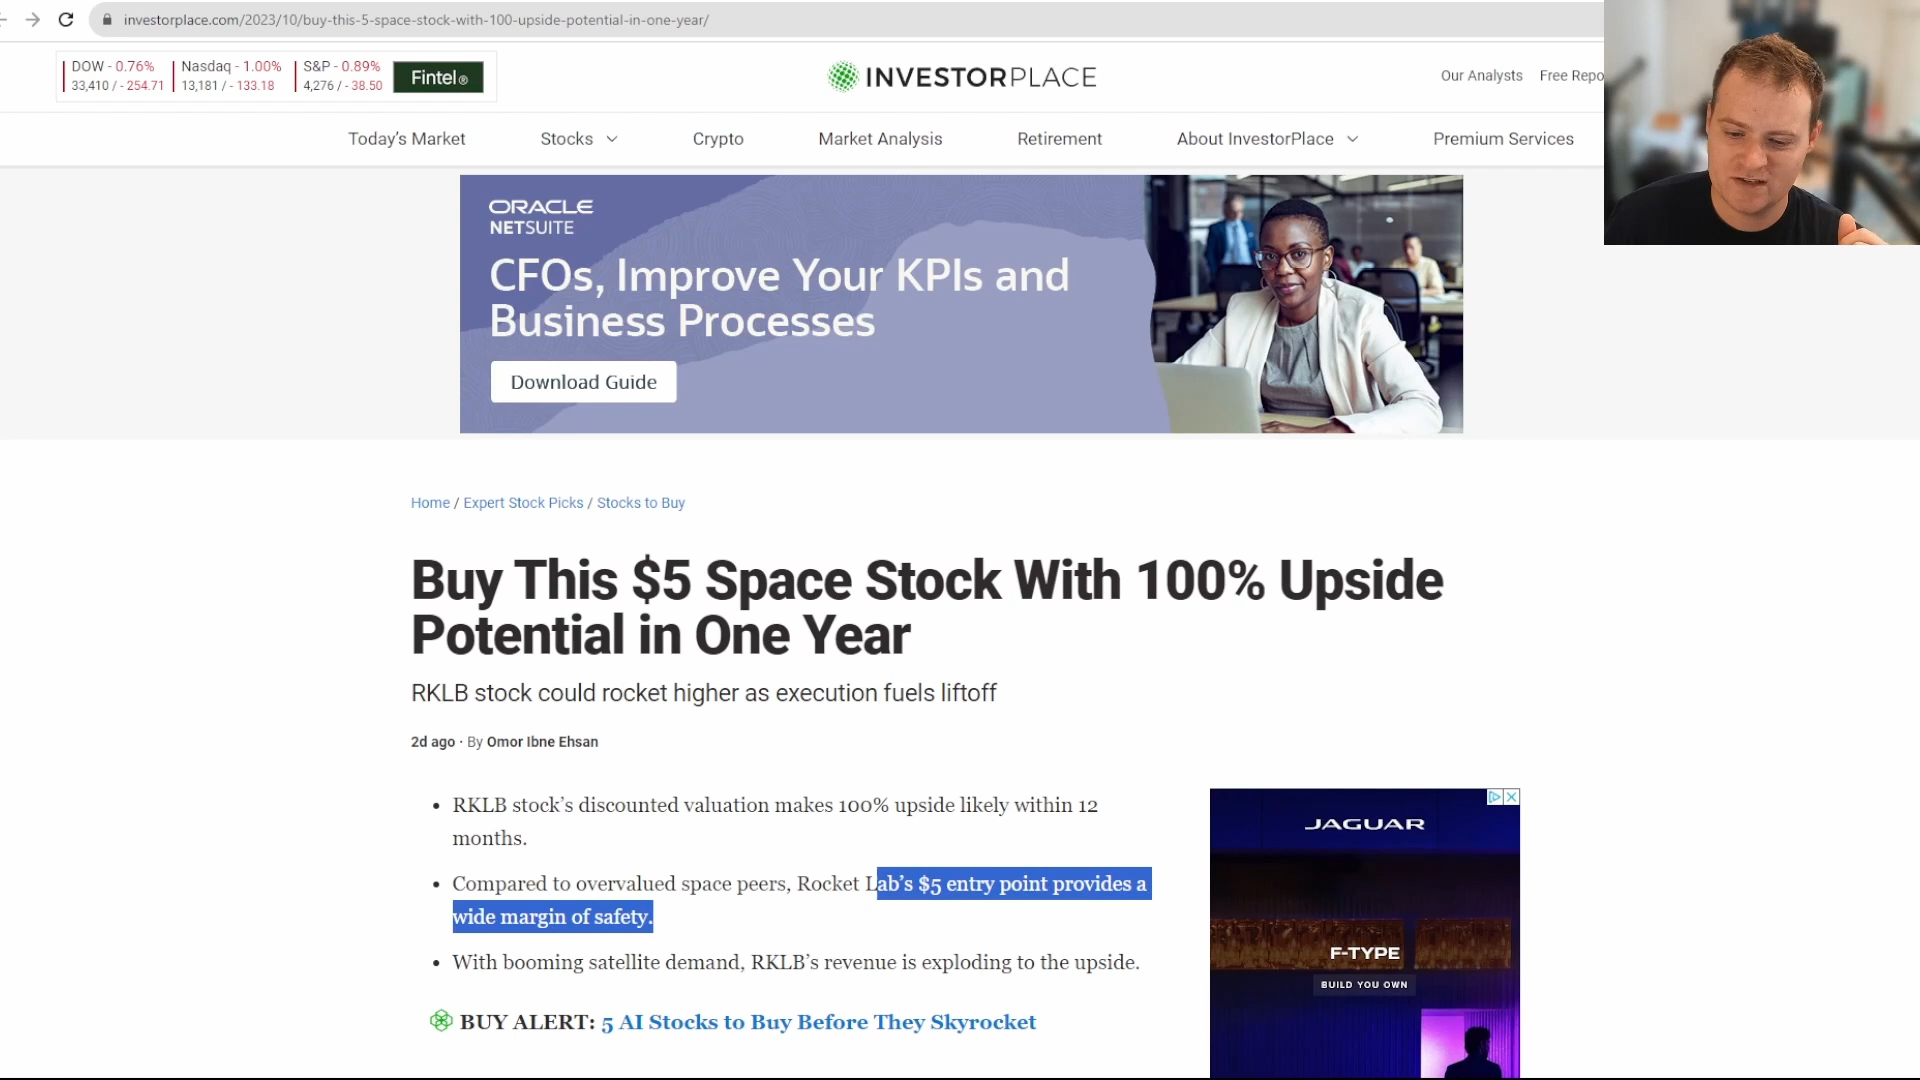 investorplace.com/2023/10/buy-this-5-space-stock-with-100-upside-potential-in-one-year/
DOW - 0.76%
33,410 / - 254.71
Nasdaq - 1.00%
13,181 / - 133.18
S&P - 0.89%
4,276 / - 38.50
Fintel®
INVESTORPLACE
Our Analysts Free Repo
Today's Market Stocks Crypto Market Analysis Retirement About InvestorPlace Premium Services
ORACLE
NETSUITE
CFOs, Improve Your KPIs and
Business Processes
Download Guide
Home / Expert Stock Picks / Stocks to Buy
Buy This $5 Space Stock With 100% Upside
Potential in One Year
RKLB stock could rocket higher as execution fuels liftoff
2d ago · By Omor Ibne Ehsan
• RKLB stock's discounted valuation makes 100% upside likely within 12
months.
• Compared to overvalued space peers, Rocket Lab's $5 entry point provides a
wide margin of safety.
• With booming satellite demand, RKLB's revenue is exploding to the upside.
BUY ALERT: 5 AI Stocks to Buy Before They Skyrocket
JAGUAR
F-TYPE
BUILD YOUR OWN